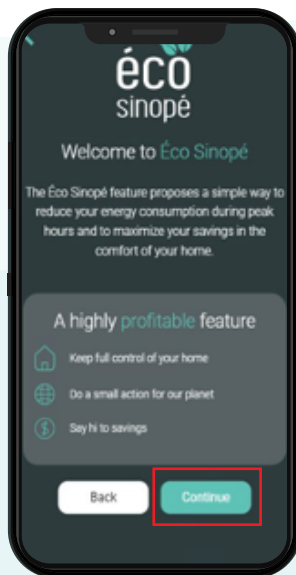 éco
sinopé
Welcome to Éco Sinopé
The Éco Sinopé feature proposes a simple way to
reduce your energy consumption during peak
hours and to maximize your savings in the
comfort of your home.
A highly profitable feature
Keep full control of your home
Do a small action for our planet
Say hi to savings
Back
Continue